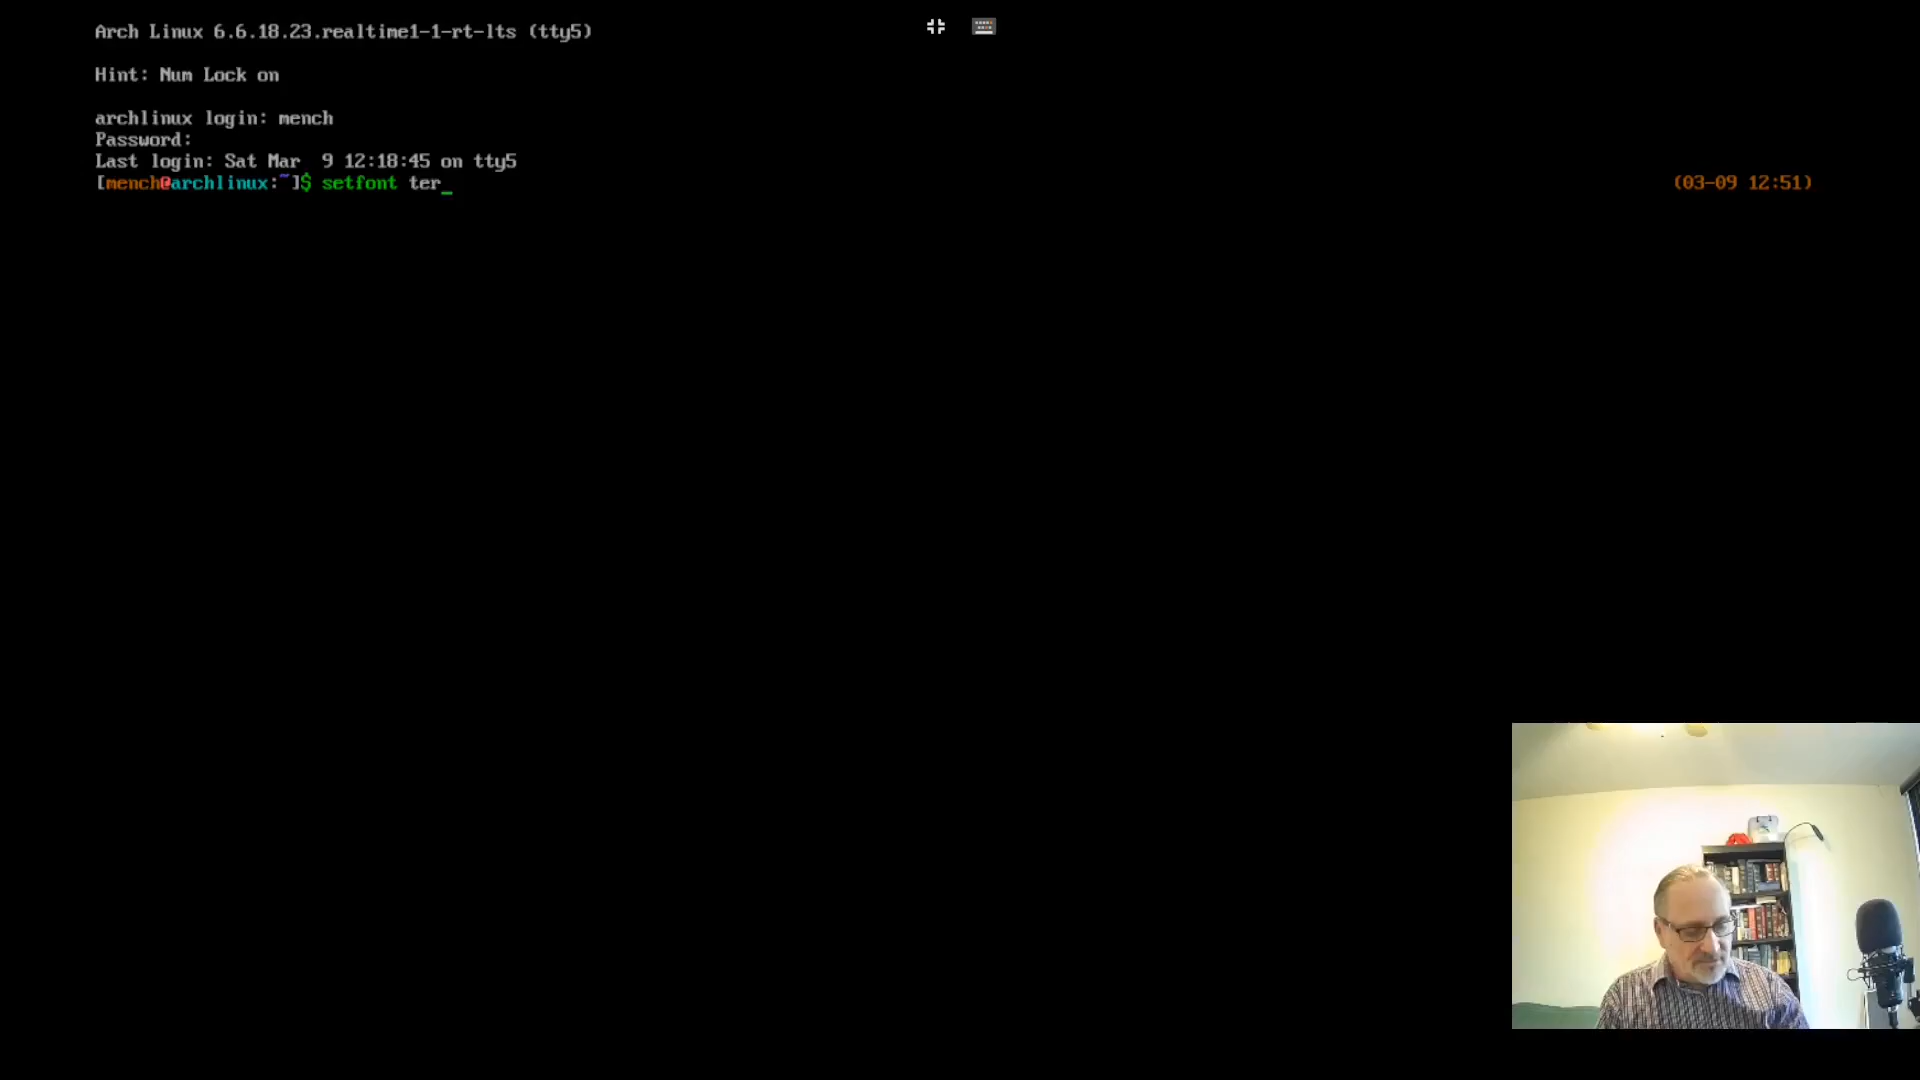 Arch Linux 6.6.18.23.realtime1-1-rt-lts (tty5)
Hint: Num Lock on
archlinux login: mench
Password:
Last login: Sat Mar  9 12:18:45 on tty5
[mench@archlinux:~]$ setfont ter_ (03-09 12:51)